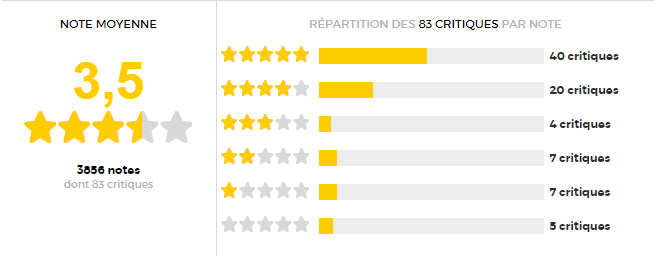 NOTE MOYENNE
3,5
3856 notes
dont 83 critiques
RÉPARTITION DES 83 CRITIQUES PAR NOTE
40 critiques
20 critiques
4 critiques
7 critiques
7 critiques
5 critiques